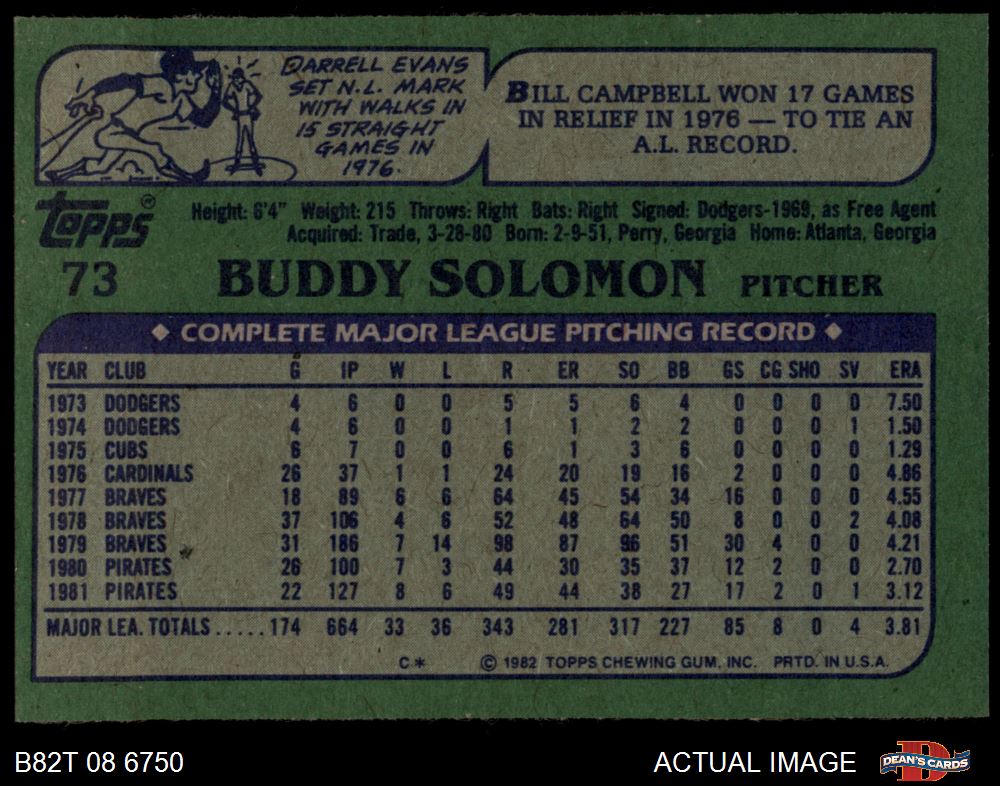 DARRELL EVANS
SET N.L. MARK
WITH WALKS IN
15 STRAIGHT
GAMES IN
1976.
BILL CAMPBELL WON 17 GAMES
IN RELIEF IN 1976 — TO TIE AN
A.L. RECORD.
TOPPS ®
Height: 6'4" Weight: 215 Throws: Right Bats: Right Signed: Dodgers-1969, as Free Agent
Acquired: Trade, 3-28-80 Born: 2-9-51, Perry, Georgia Home: Atlanta, Georgia
73 BUDDY SOLOMON PITCHER
◆ COMPLETE MAJOR LEAGUE PITCHING RECORD ◆
YEAR CLUB G IP W L R ER SO BB GS CG SHO SV ERA
1973 DODGERS 4 6 0 0 5 5 6 4 0 0 0 0 7.50
1974 DODGERS 4 6 0 0 1 1 2 2 0 0 0 1 1.50
1975 CUBS 6 7 0 0 6 1 3 6 0 0 0 0 1.29
1976 CARDINALS 26 37 1 1 24 20 19 16 2 0 0 0 4.86
1977 BRAVES 18 89 6 6 64 45 54 34 16 0 0 0 4.55
1978 BRAVES 37 106 4 6 52 48 64 50 8 0 0 2 4.08
1979 BRAVES 31 186 7 14 98 87 96 51 30 4 0 0 4.21
1980 PIRATES 26 100 7 3 44 30 35 37 12 2 0 0 2.70
1981 PIRATES 22 127 8 6 49 44 38 27 17 2 0 1 3.12
MAJOR LEA. TOTALS.....174 664 33 36 343 281 317 227 85 8 0 4 3.81
C* © 1982 TOPPS CHEWING GUM, INC. PRTD. IN U.S.A.
B82T 08 6750 ACTUAL IMAGE D DEAN'S CARDS